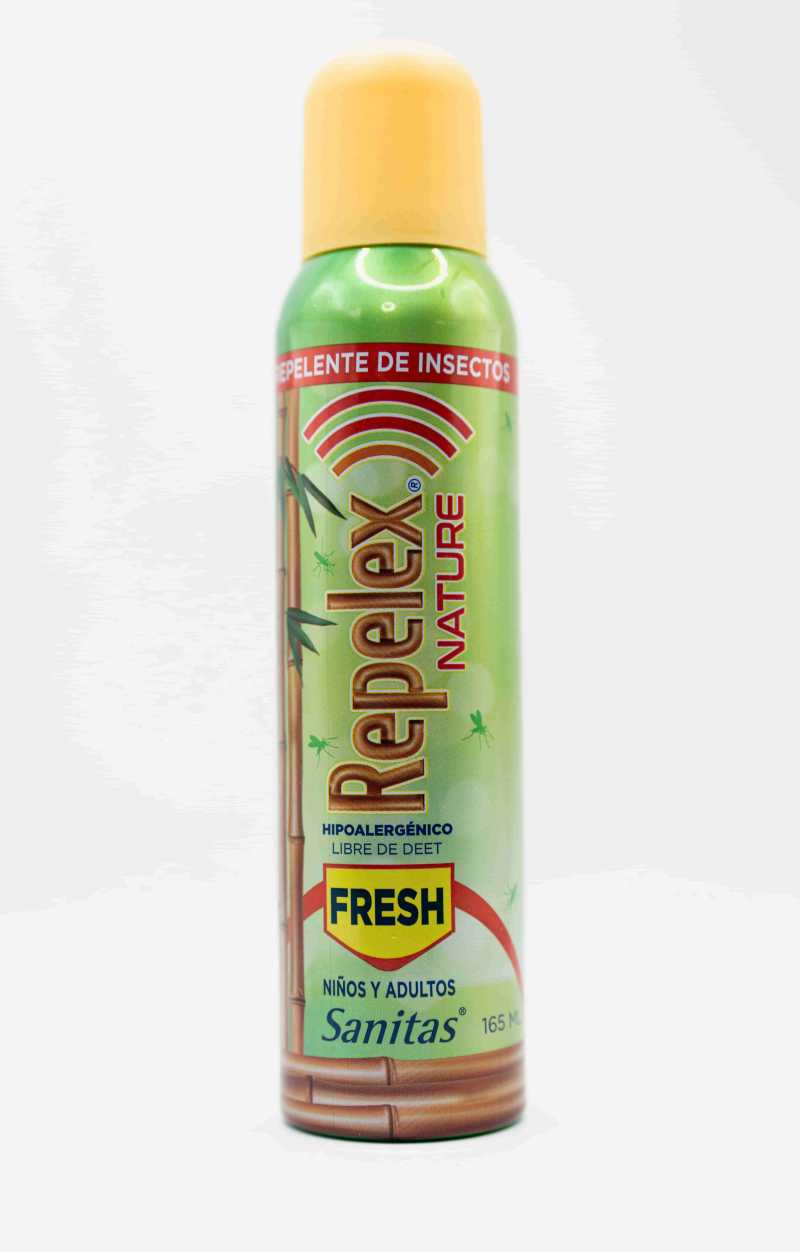 REPELENTE DE INSECTOS
Repelex®
NATURE
HIPOALERGÉNICO
LIBRE DE DEET
FRESH
NIÑOS Y ADULTOS
Sanitas®
165 ML